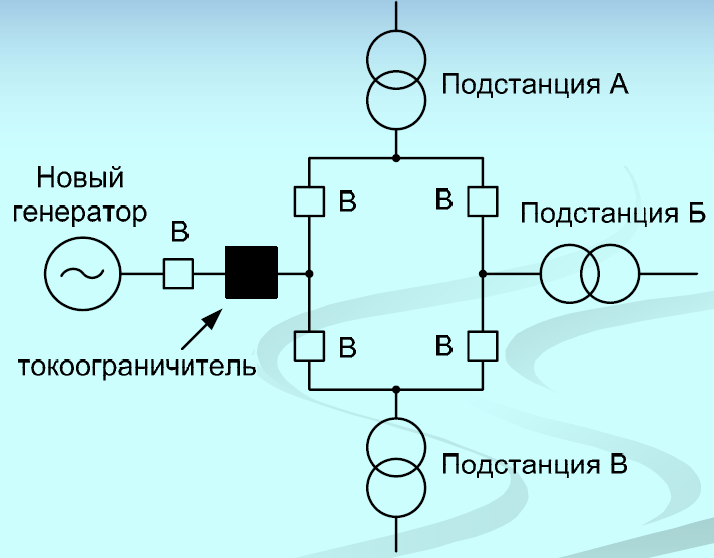 Подстанция А
Новый
генератор
В
В
В
Подстанция Б
токоограничитель
В
В
Подстанция В